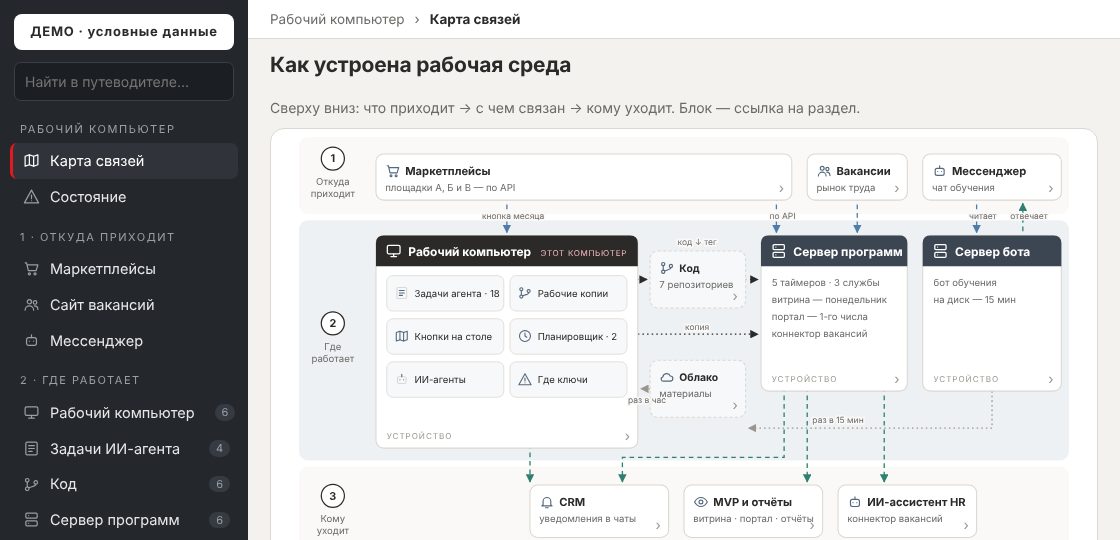 ДЕМО · условные данные
Найти в путеводителе...
РАБОЧИЙ КОМПЬЮТЕР
Карта связей
Состояние
1 · ОТКУДА ПРИХОДИТ
Маркетплейсы
Сайт вакансий
Мессенджер
2 · ГДЕ РАБОТАЕТ
Рабочий компьютер 6
Задачи ИИ-агента 4
Код 6
Сервер программ 6
Рабочий компьютер › Карта связей
Как устроена рабочая среда
Сверху вниз: что приходит → с чем связан → кому уходит. Блок — ссылка на раздел.
1
Откуда
приходит
Маркетплейсы
площадки А, Б и В — по API ›
Вакансии
рынок труда ›
Мессенджер
чат обучения ›
кнопка месяца
по API
читает
отвечает
2
Где
работает
Рабочий компьютер ЭТОТ КОМПЬЮТЕР
Задачи агента · 18
Рабочие копии
Кнопки на столе
Планировщик · 2
ИИ-агенты
Где ключи
УСТРОЙСТВО ›
код ↓ тег
Код
7 репозиториев
›
копия
Облако
материалы
›
раз в час
Сервер программ
5 таймеров · 3 службы
витрина — понедельник
портал — 1-го числа
коннектор вакансий
УСТРОЙСТВО ›
Сервер бота
бот обучения
на диск — 15 мин
УСТРОЙСТВО ›
раз в 15 мин
3
Кому
уходит
CRM
уведомления в чаты ›
MVP и отчёты
витрина · портал · отчёты ›
ИИ-ассистент HR
коннектор вакансий ›